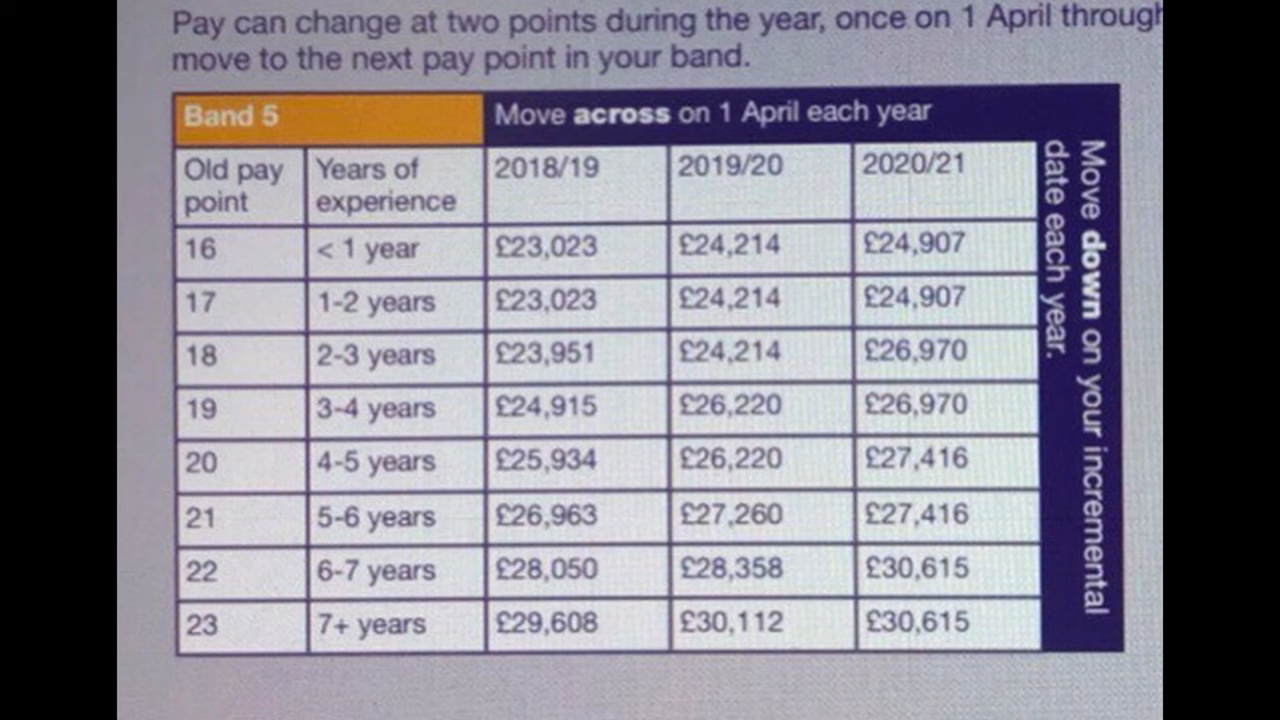 Pay can change at two points during the year, once on 1 April through
move to the next pay point in your band.
Band 5 Move across on 1 April each year
Old pay point Years of experience 2018/19 2019/20 2020/21
16 < 1 year £23,023 £24,214 £24,907
17 1-2 years £23,023 £24,214 £24,907
18 2-3 years £23,951 £24,214 £26,970
19 3-4 years £24,915 £26,220 £26,970
20 4-5 years £25,934 £26,220 £27,416
21 5-6 years £26,963 £27,260 £27,416
22 6-7 years £28,050 £28,358 £30,615
23 7+ years £29,608 £30,112 £30,615
Move down on your incremental
date each year.